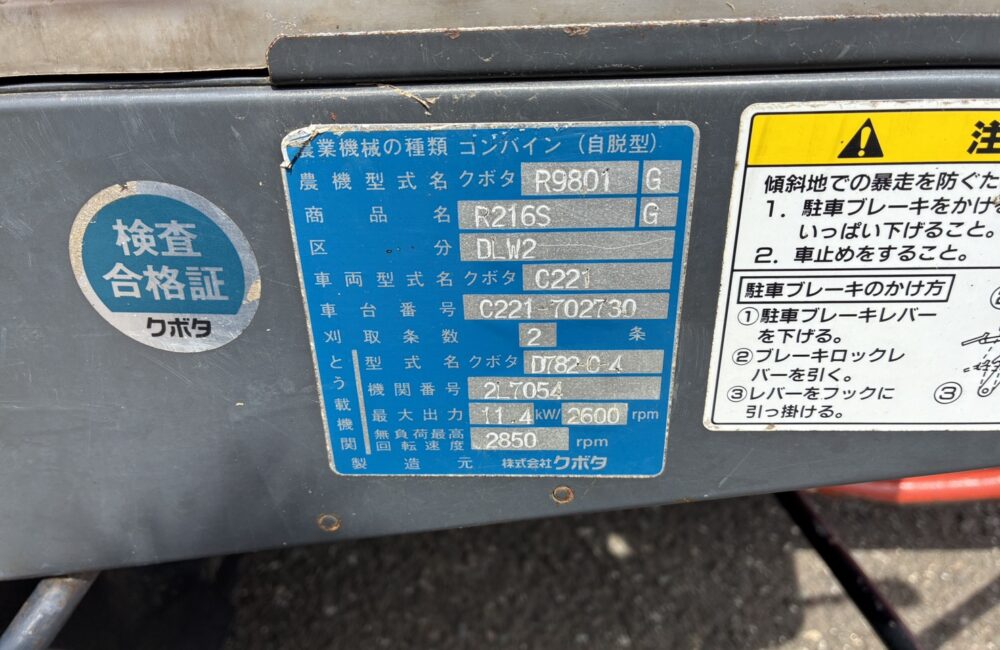 検査
合格証
クボタ
農業機械の種類 コンバイン (自脱型)
農機型式名 クボタ R9801 G
商品名 R216S G
区分 DLW2
車両型式名 クボタ C221
車台番号 C221-702730
刈取条数 2 条
とう載機関
型式名 クボタ D782-C-4
機関番号 2L7054
最大出力 11.4 kW/ 2600 rpm
無負荷最高回転速度 2850 rpm
製造元 株式会社クボタ
注
傾斜地での暴走を防ぐた
1. 駐車ブレーキをかけ
いっぱい下げること。
2. 車止めをすること。
駐車ブレーキのかけ方
①駐車ブレーキレバー
を下げる。
②ブレーキロックレ
バーを引く。
③レバーをフックに
引っ掛ける。
③